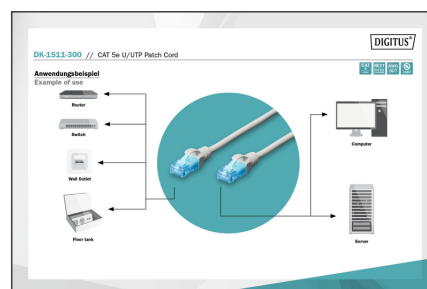 DIGITUS®
DK-1511-300 // CAT 5e U/UTP Patch Cord
Anwendungsbeispiel
Example of use
Router
Switch
Wall Outlet
Floor tank
Computer
Server